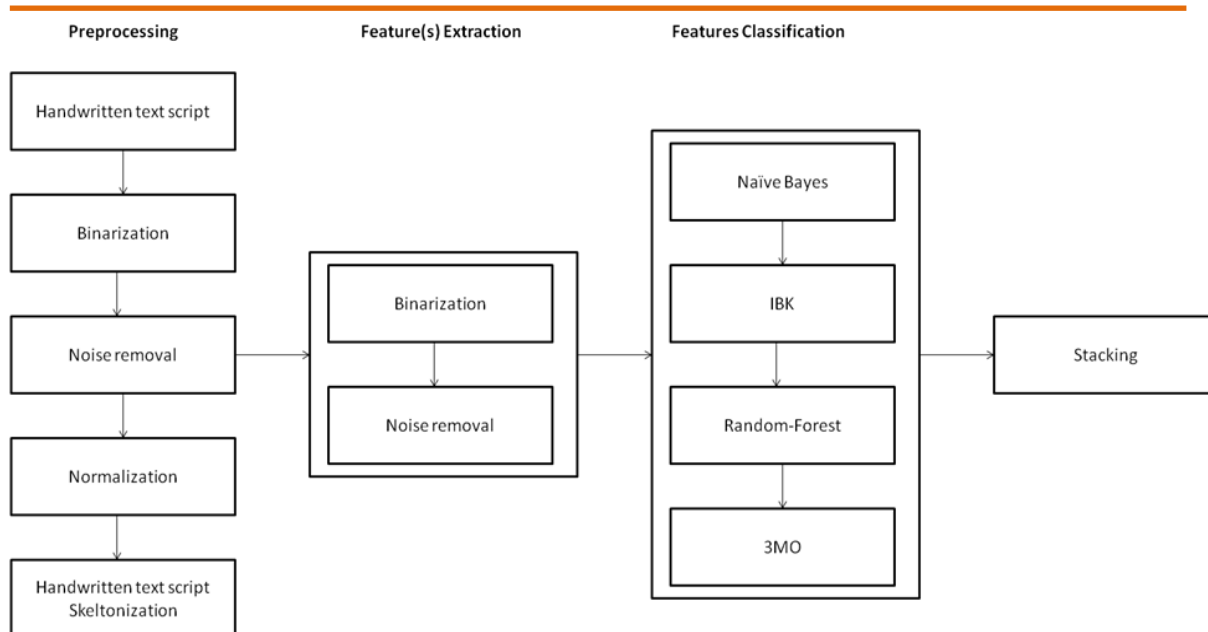 Preprocessing
Feature(s) Extraction
Features Classification
Handwritten text script
Binarization
Noise removal
Normalization
Handwritten text script
Skeltonization
Binarization
Noise removal
Naïve Bayes
IBK
Random-Forest
3MO
Stacking